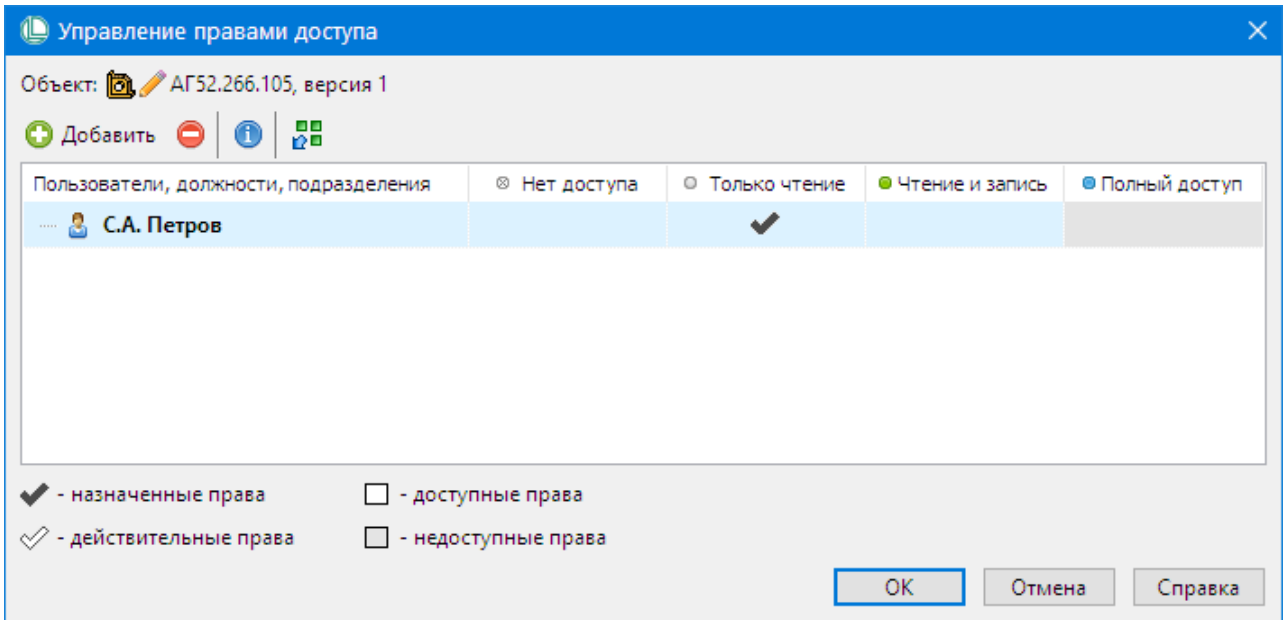 Управление правами доступа
Объект: АГ52.266.105, версия 1
Добавить
Пользователи, должности, подразделения Нет доступа Только чтение Чтение и запись Полный доступ
С.А. Петров
- назначенные права - доступные права
- действительные права - недоступные права
OK Отмена Справка